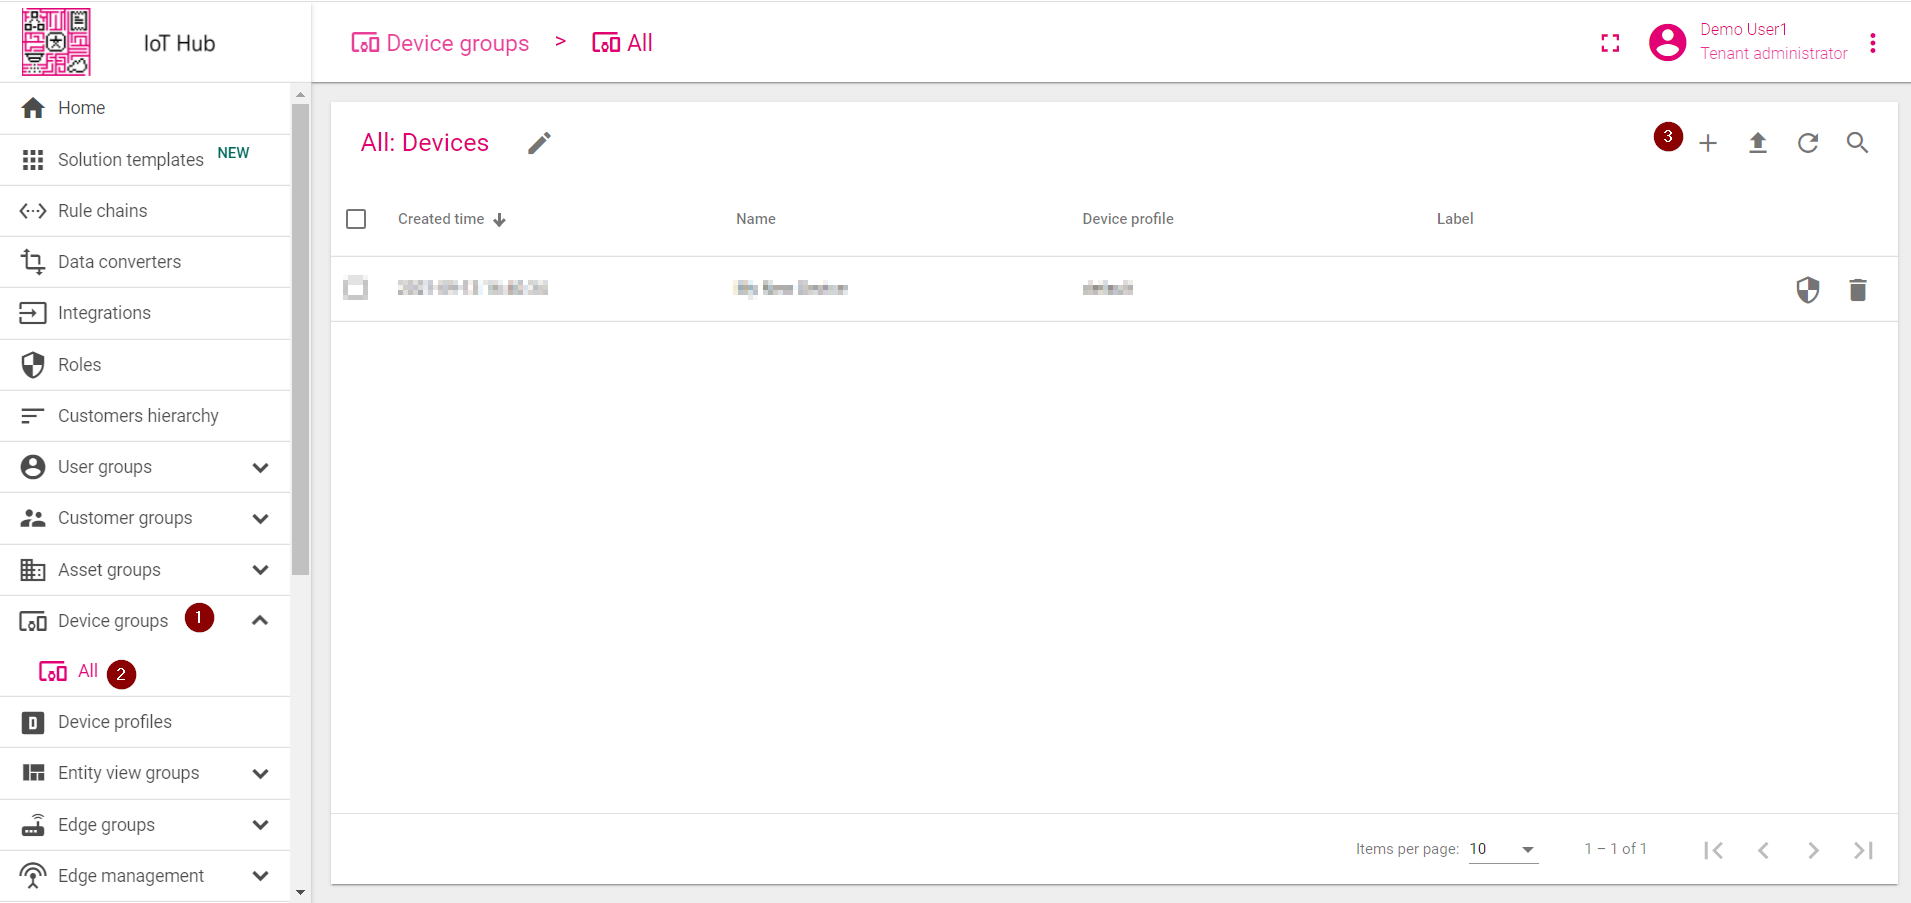 IoT Hub
Device groups > All
Demo User1
Tenant administrator
Home
Solution templates NEW
Rule chains
Data converters
Integrations
Roles
Customers hierarchy
User groups
Customer groups
Asset groups
Device groups 1
All 2
Device profiles
Entity view groups
Edge groups
Edge management
All: Devices
3
Created time Name Device profile Label
Items per page: 10 1 – 1 of 1